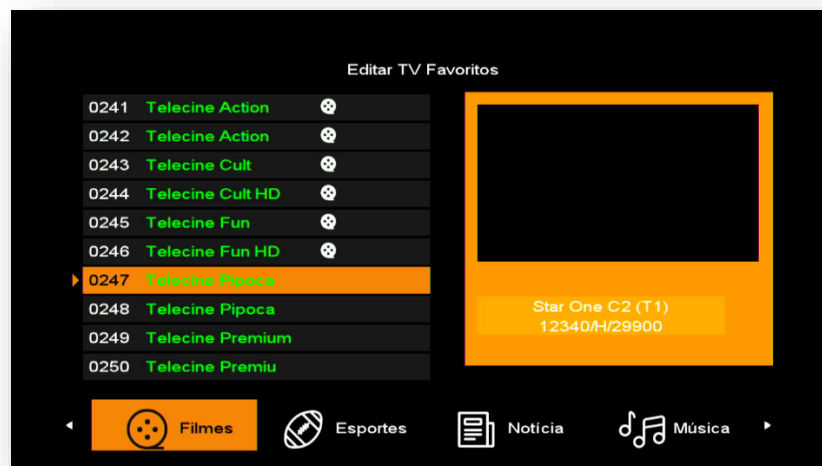 Editar TV Favoritos
0241 Telecine Action
0242 Telecine Action
0243 Telecine Cult
0244 Telecine Cult HD
0245 Telecine Fun
0246 Telecine Fun HD
0247 Telecine Pipoca
0248 Telecine Pipoca
0249 Telecine Premium
0250 Telecine Premiu
Star One C2 (T1)
12340/H/29900
Filmes Esportes Notícia Música